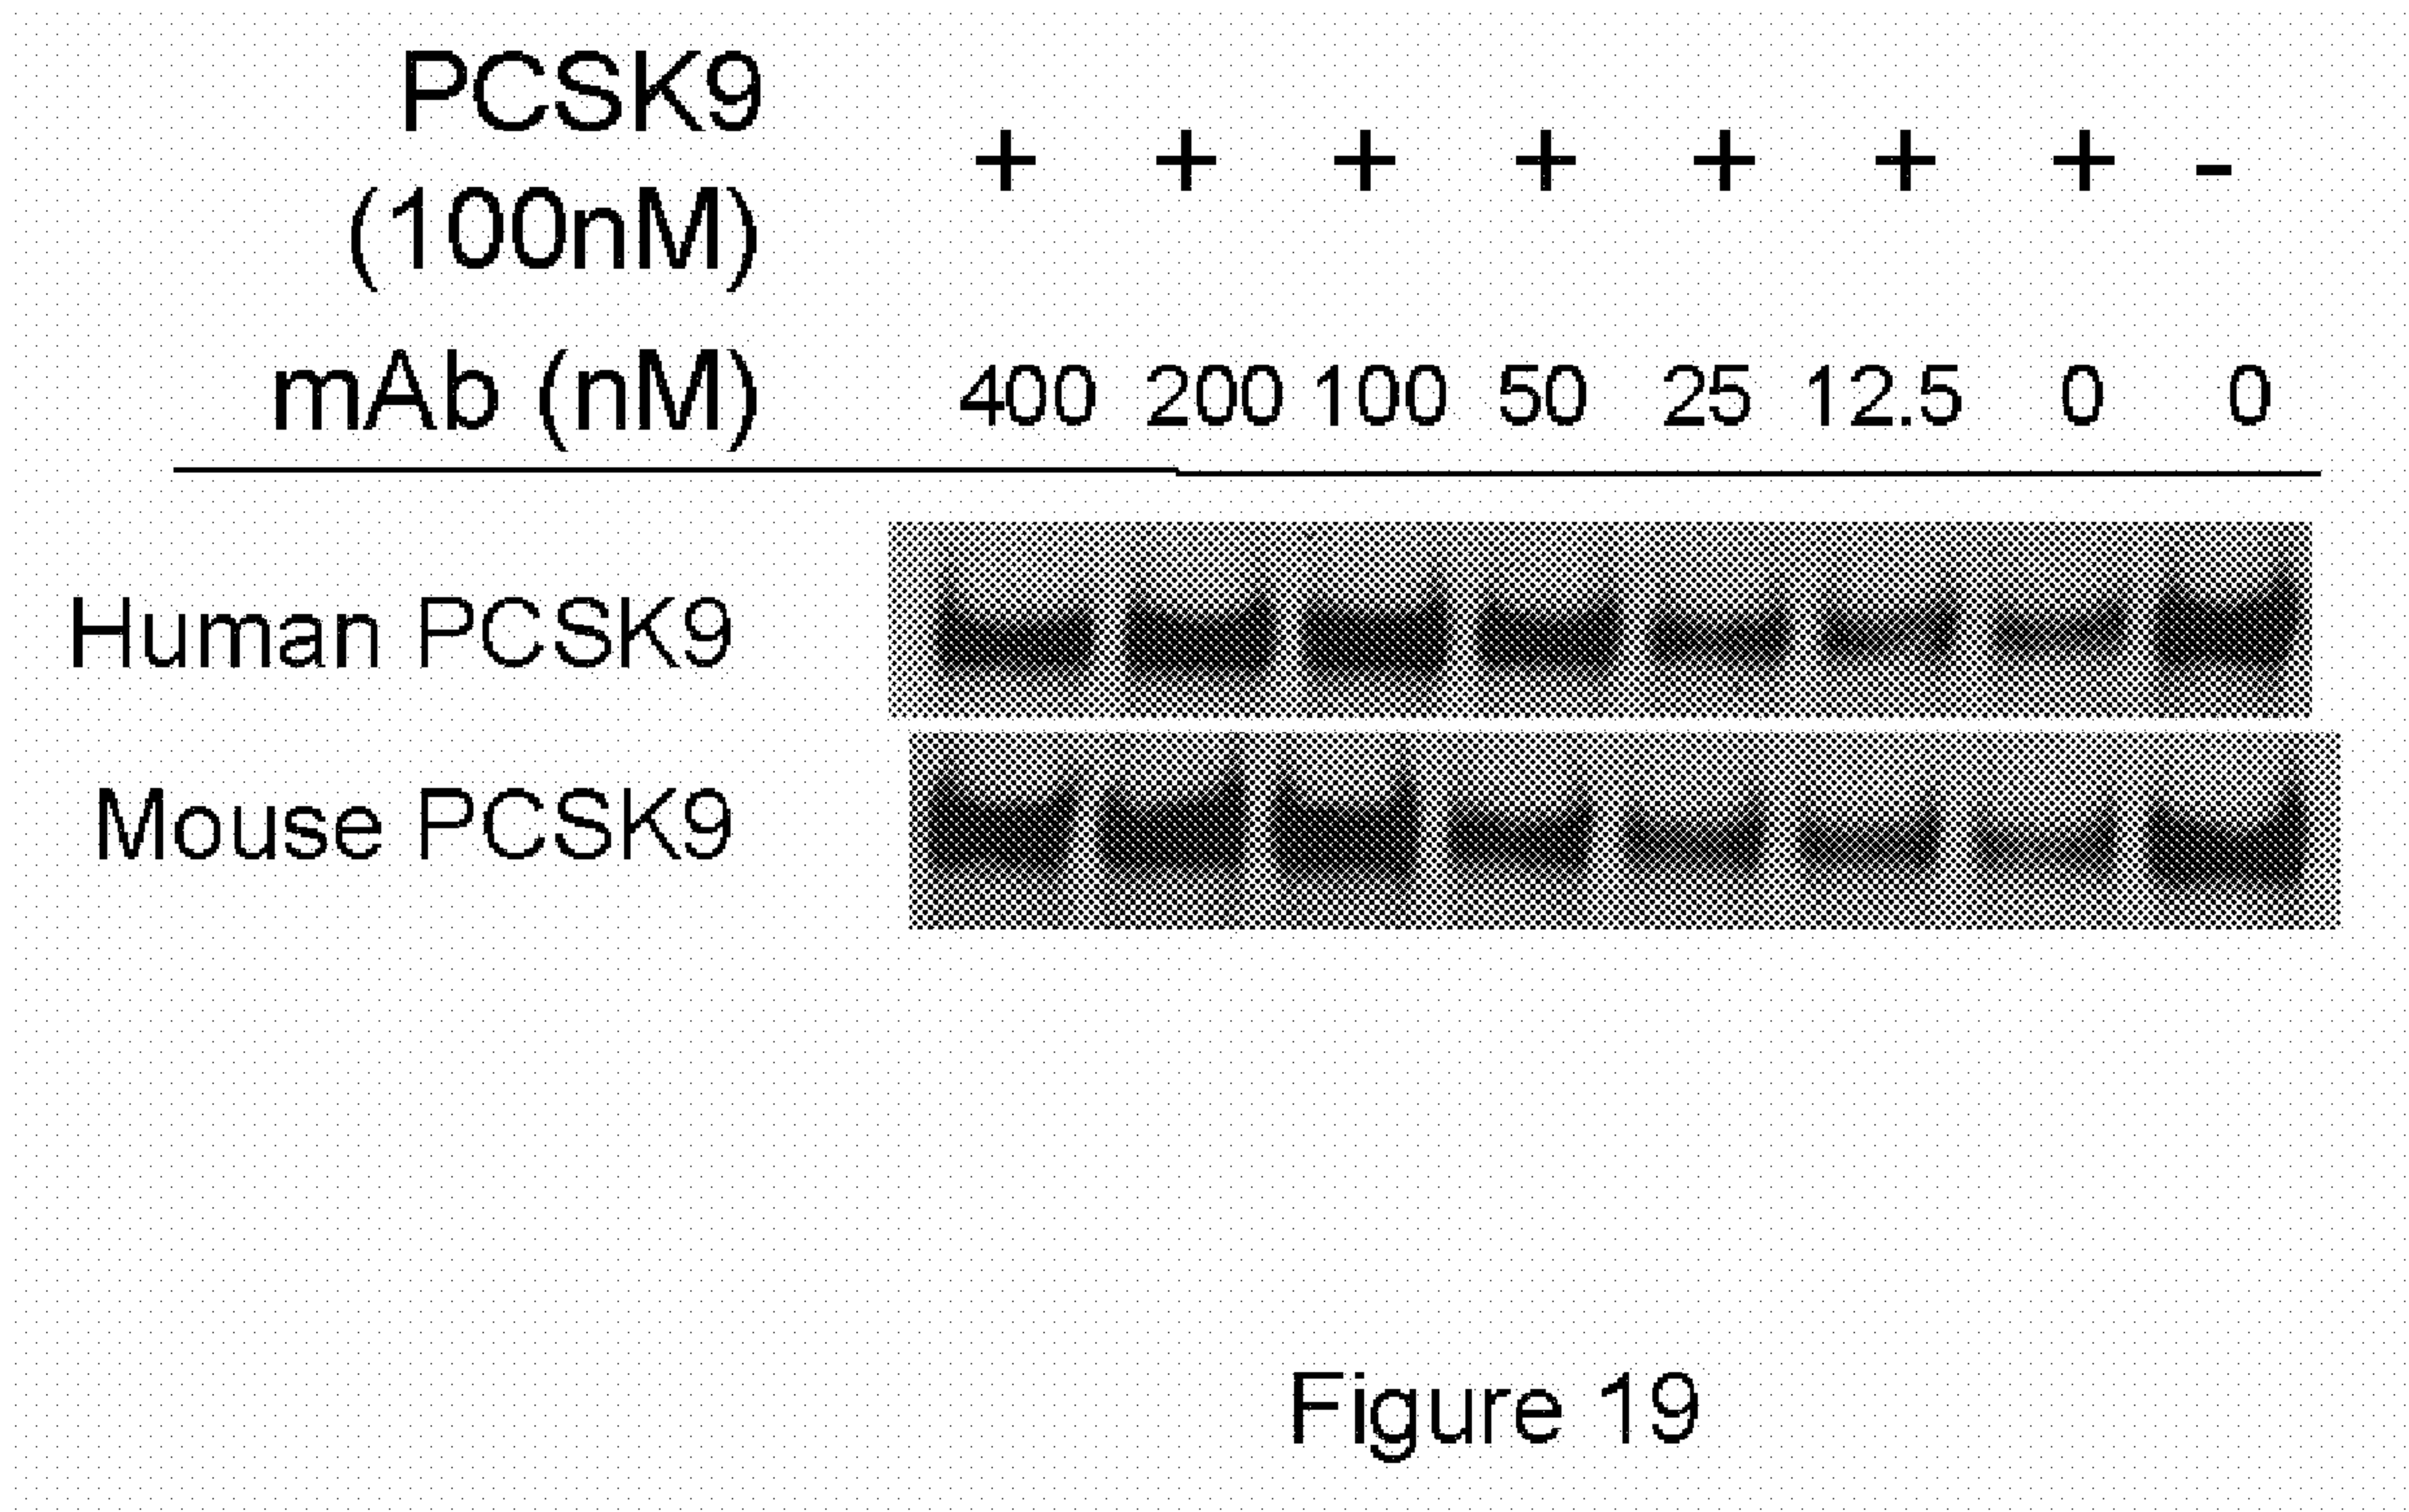 PCSK9
(100nM) + + + + + + + -
mAb (nM) 400 200 100 50 25 12.5 0 0
Human PCSK9
Mouse PCSK9
Figure 19